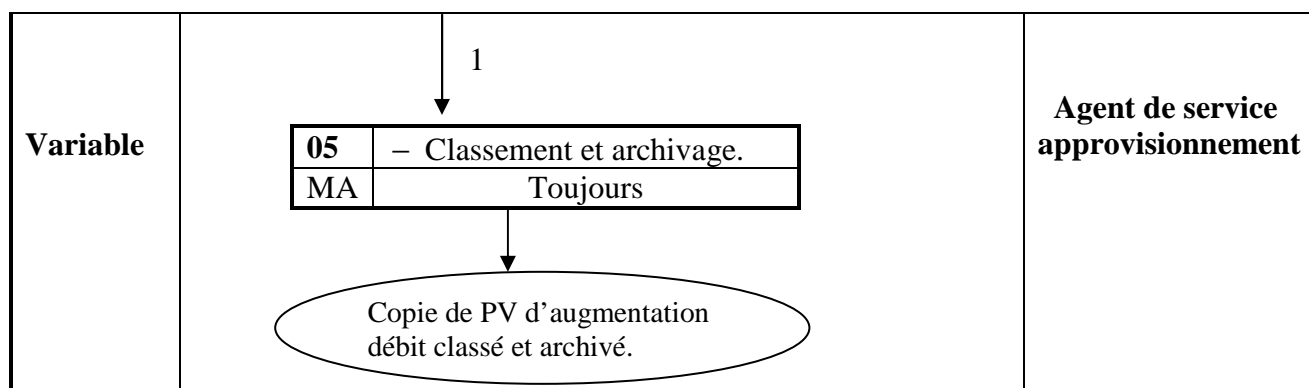 1
Variable
05 – Classement et archivage.
MA Toujours
Agent de service
approvisionnement
Copie de PV d’augmentation
débit classé et archivé.